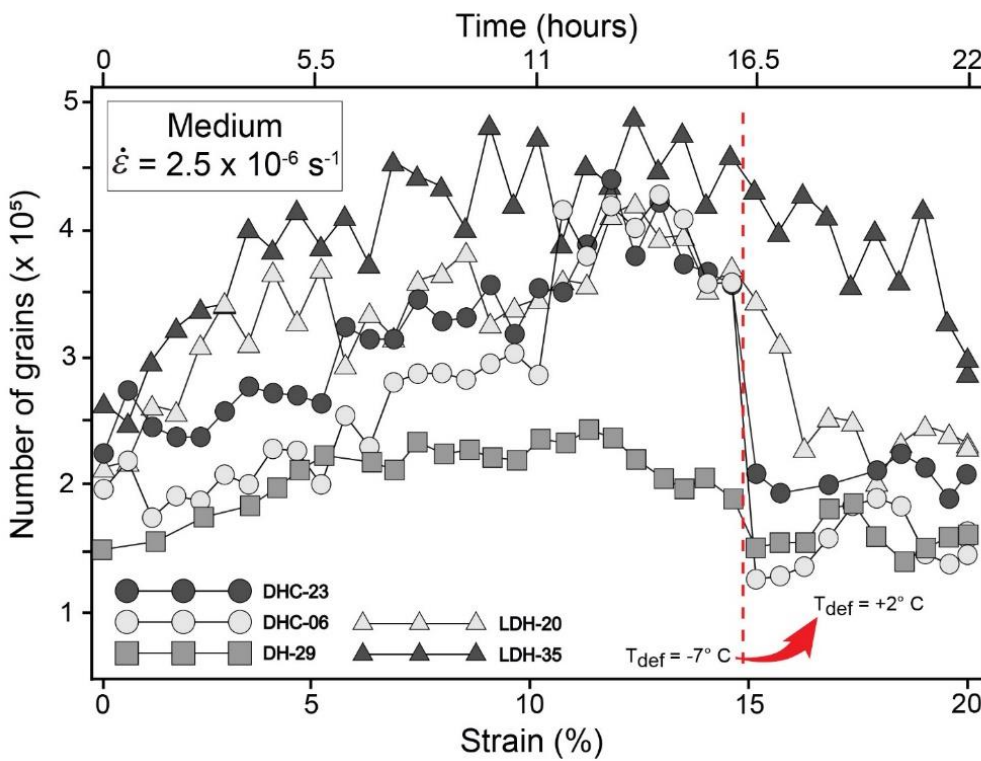 Time (hours)
0 5.5 11 16.5 22
Medium
ε̇ = 2.5 x 10⁻⁶ s⁻¹
Number of grains (x 10⁵)
5
4
3
2
1
DHC-23
DHC-06
DH-29
LDH-20
LDH-35
T_def = +2° C
T_def = -7° C
0 5 10 15 20
Strain (%)